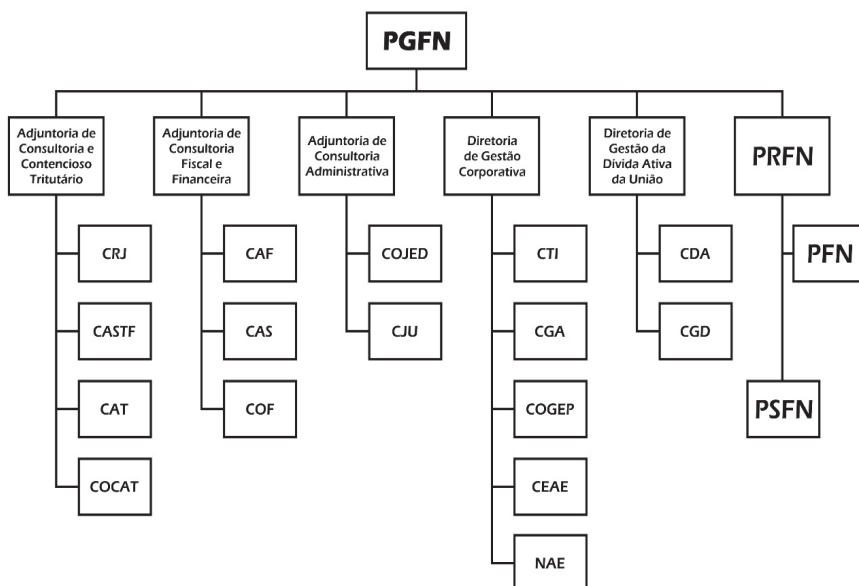 PGFN
Adjuntoria de
Consultoria e
Contencioso
Tritutário
Adjuntoria de
Consultoria
Fiscal e
Financeira
Adjuntoria de
Consultoria
Administrativa
Diretoria
de Gestão
Corporativa
Diretoria de
Gestão da
Dívida Ativa
da União
PRFN
CRJ
CASTF
CAT
COCAT
CAF
CAS
COF
COJED
CJU
CTI
CGA
COGEP
CEAE
NAE
CDA
CGD
PFN
PSFN